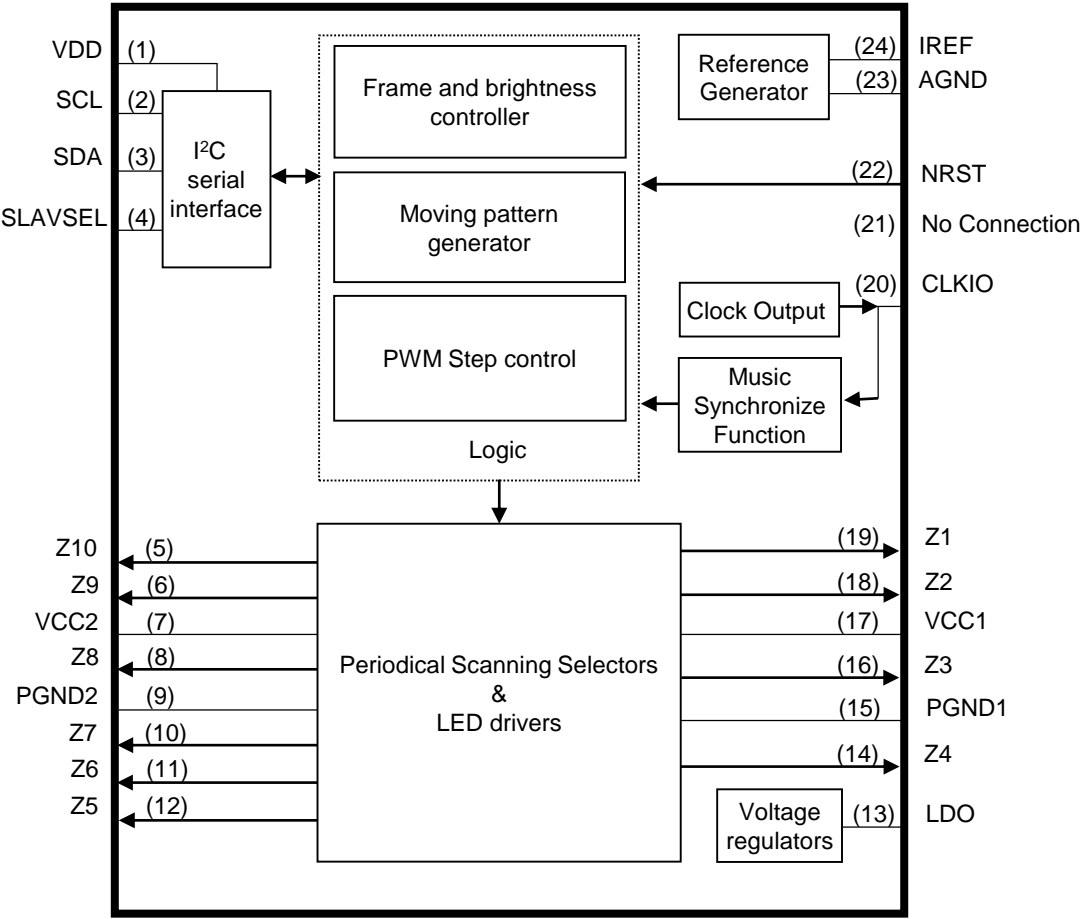 VDD (1)
SCL (2)
SDA (3)
SLAVSEL (4)
I²C
serial
interface
Frame and brightness
controller
Moving pattern
generator
PWM Step control
Logic
Reference
Generator
(24) IREF
(23) AGND
(22) NRST
(21) No Connection
(20) CLKIO
Clock Output
Music
Synchronize
Function
Z10 (5)
Z9 (6)
VCC2 (7)
Z8 (8)
PGND2 (9)
Z7 (10)
Z6 (11)
Z5 (12)
Periodical Scanning Selectors
&
LED drivers
(19) Z1
(18) Z2
(17) VCC1
(16) Z3
(15) PGND1
(14) Z4
(13) LDO
Voltage
regulators